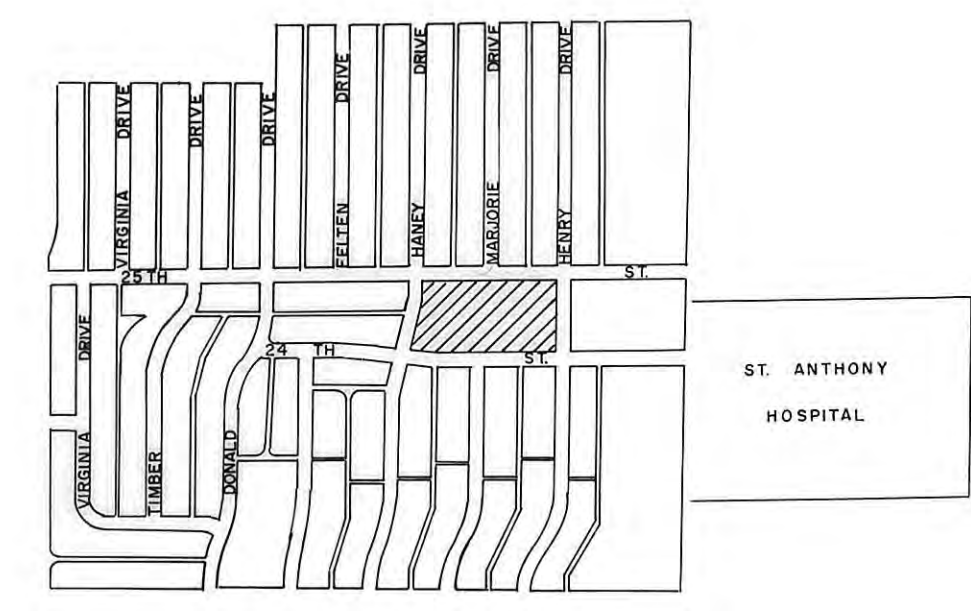 VIRGINIA DRIVE
DRIVE
DRIVE
FELTEN DRIVE
HANEY DRIVE
MARJORIE DRIVE
HENRY DRIVE
25TH ST.
VIRGINIA DRIVE
TIMBER
DONALD
24 TH ST.
ST. ANTHONY
HOSPITAL